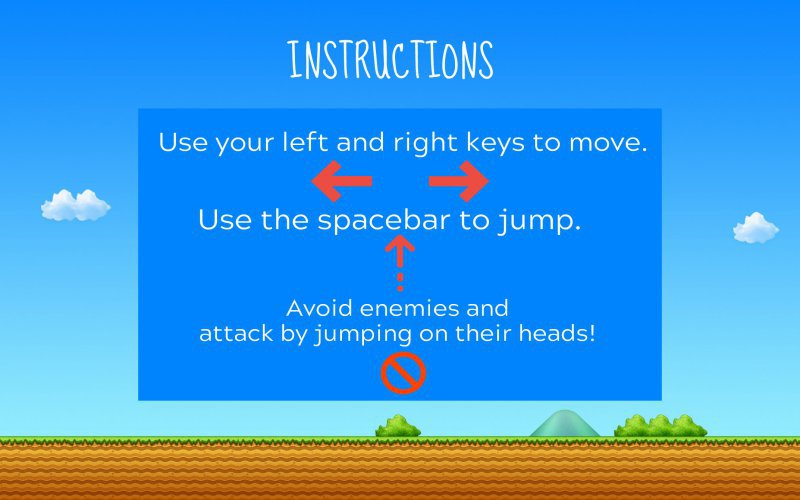 INSTRUCTIONS
Use your left and right keys to move.
Use the spacebar to jump.
Avoid enemies and
attack by jumping on their heads!